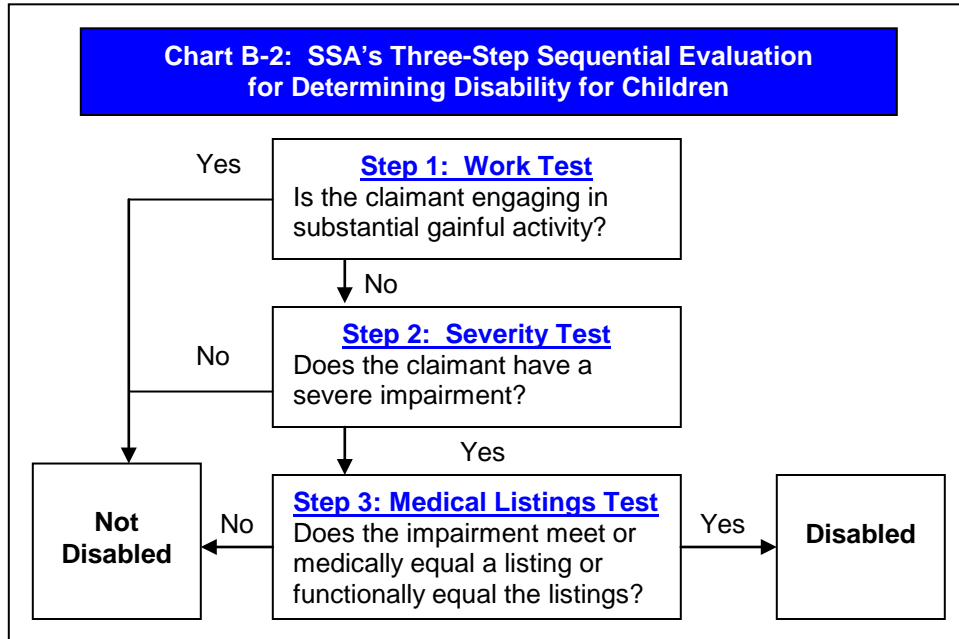 Chart B-2: SSA's Three-Step Sequential Evaluation
for Determining Disability for Children
Yes
Step 1: Work Test
Is the claimant engaging in
substantial gainful activity?
No
Step 2: Severity Test
No
Does the claimant have a
severe impairment?
Yes
Step 3: Medical Listings Test
Does the impairment meet or
medically equal a listing or
functionally equal the listings?
No
Not
Disabled
Yes
Disabled